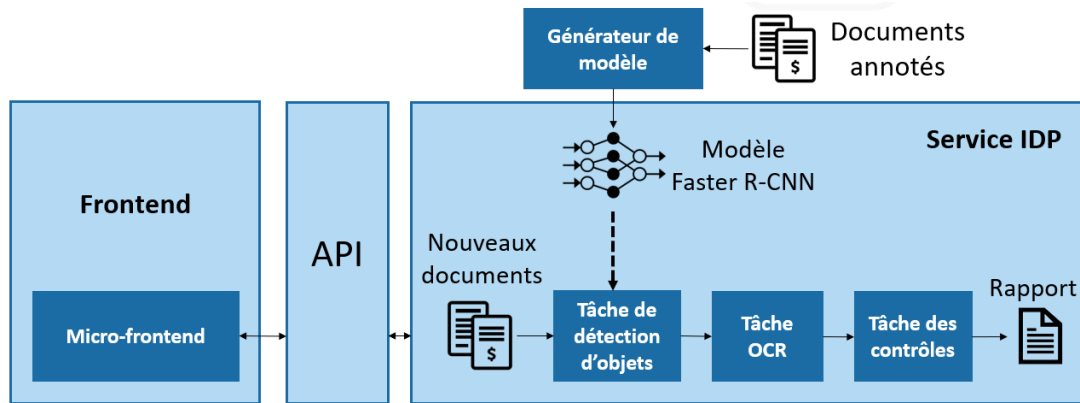 Générateur de
modèle
Documents
annotés
Frontend
Micro-frontend
API
Service IDP
Modèle
Faster R-CNN
Nouveaux
documents
$
$
Tâche de
détection
d'objets
Tâche
OCR
Tâche des
contrôles
Rapport